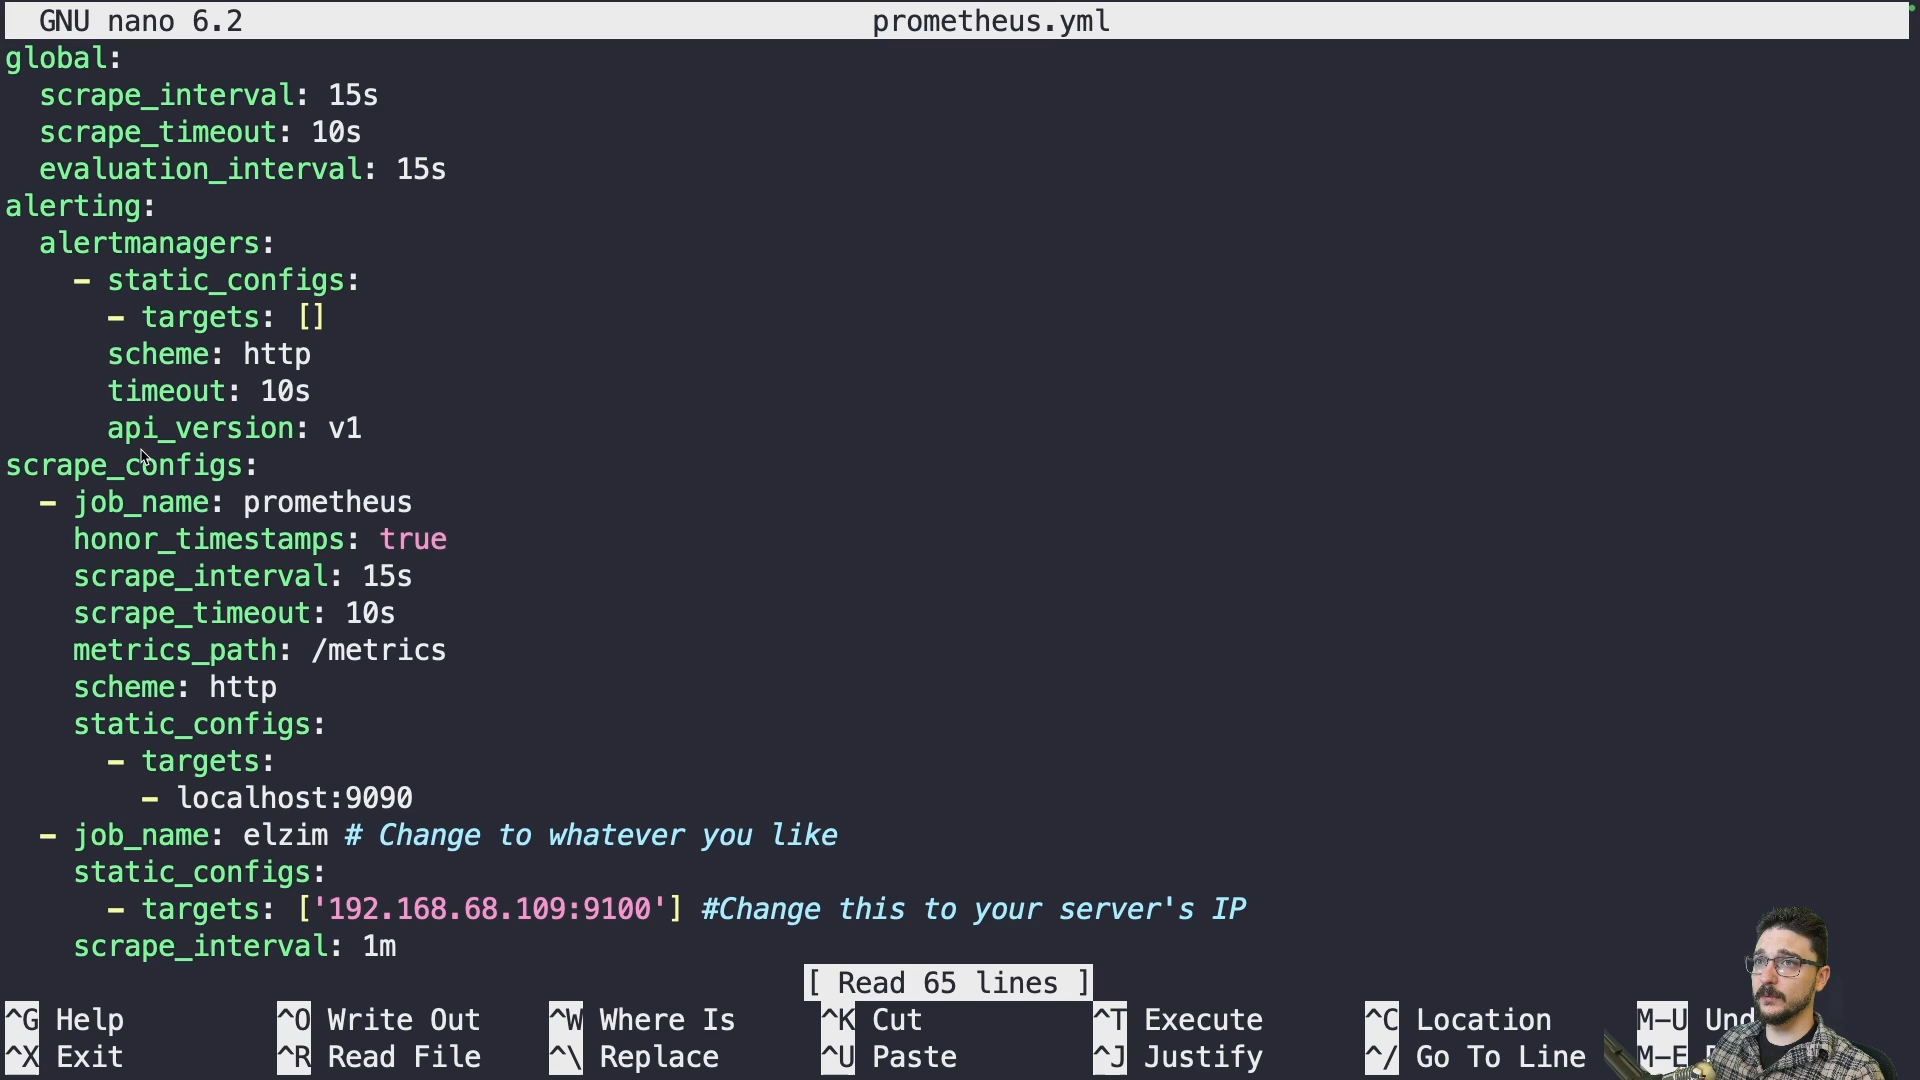 GNU nano 6.2 prometheus.yml
global:
  scrape_interval: 15s
  scrape_timeout: 10s
  evaluation_interval: 15s
alerting:
  alertmanagers:
    - static_configs:
      - targets: []
      scheme: http
      timeout: 10s
      api_version: v1
scrape_configs:
  - job_name: prometheus
    honor_timestamps: true
    scrape_interval: 15s
    scrape_timeout: 10s
    metrics_path: /metrics
    scheme: http
    static_configs:
      - targets:
        - localhost:9090
  - job_name: elzim # Change to whatever you like
    static_configs:
      - targets: ['192.168.68.109:9100'] #Change this to your server's IP
    scrape_interval: 1m
[ Read 65 lines ]
^G Help ^O Write Out ^W Where Is ^K Cut ^T Execute ^C Location M-U
^X Exit ^R Read File ^\ Replace ^U Paste ^J Justify ^/ Go To Line M-E